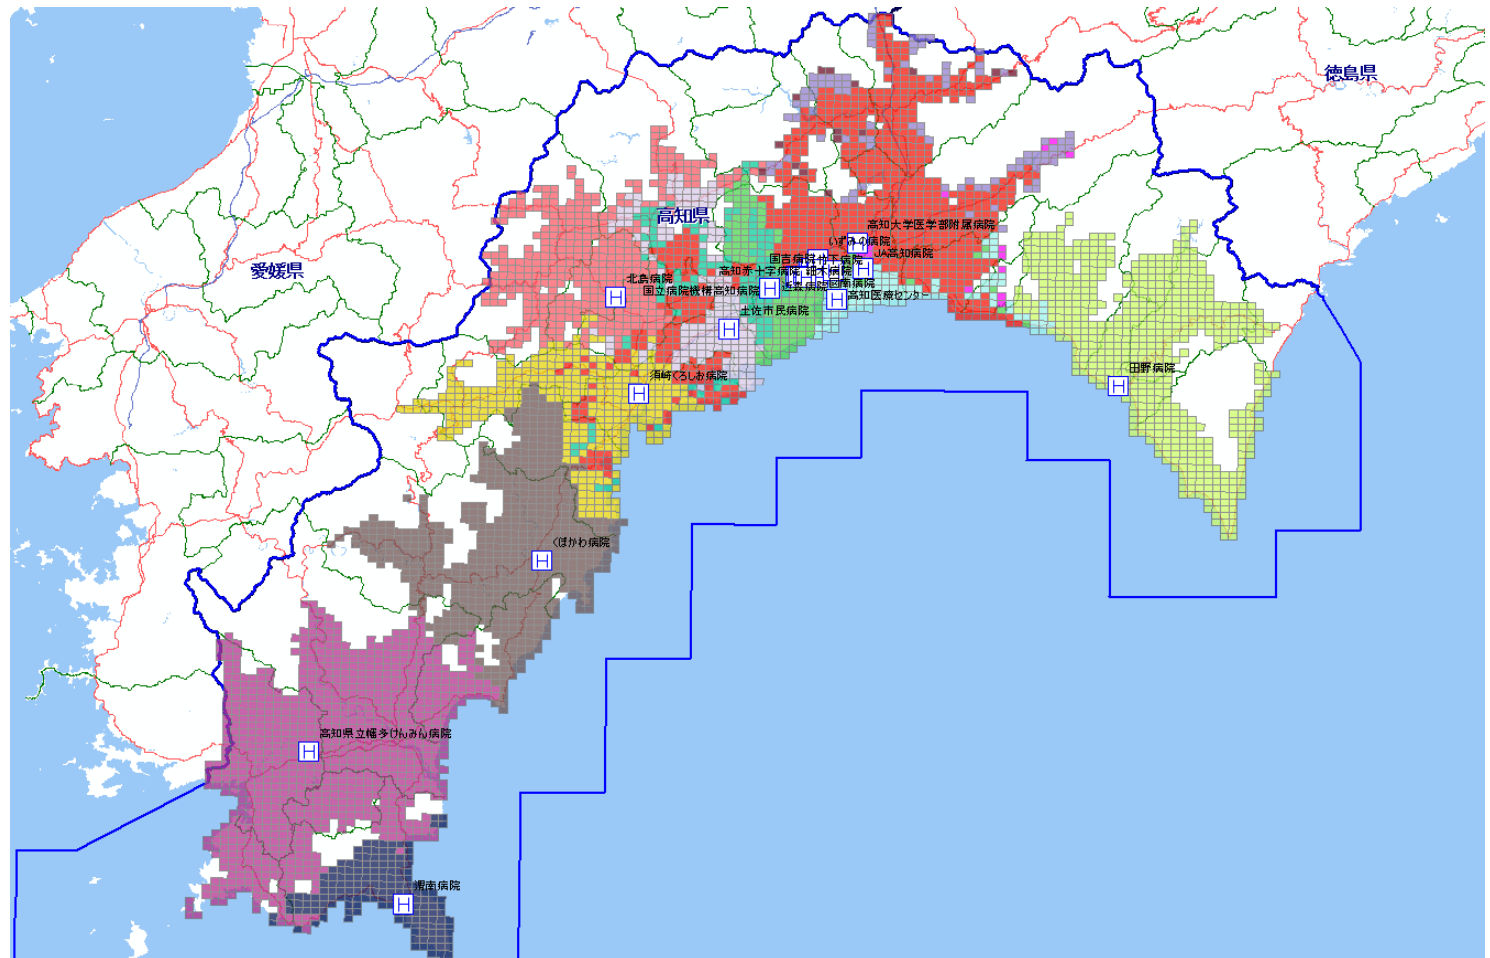 徳島県
高知県
愛媛県
高知大学医学部附属病院
いずみの病院
JA高知病院
高知赤十字病院
細木病院
北島病院
国立病院機構高知病院
高知医療センター
土佐市民病院
田野病院
須崎くろしお病院
くぼかわ病院
高知県立幡多けんみん病院
渭南病院